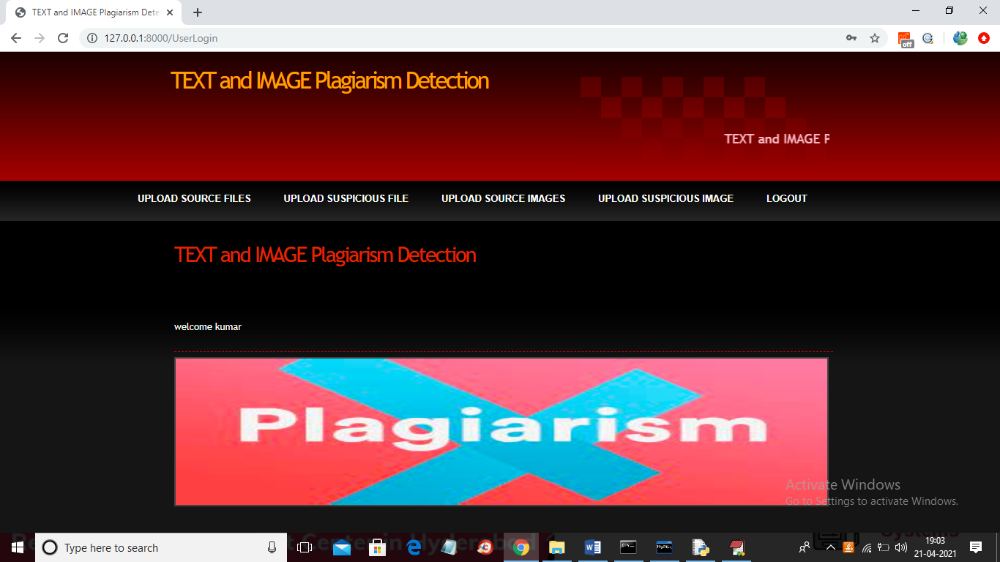 TEXT and IMAGE Plagiarism Dete
127.0.0.1:8000/UserLogin
off
TEXT and IMAGE Plagiarism Detection
TEXT and IMAGE P
UPLOAD SOURCE FILES UPLOAD SUSPICIOUS FILE UPLOAD SOURCE IMAGES UPLOAD SUSPICIOUS IMAGE LOGOUT
TEXT and IMAGE Plagiarism Detection
welcome kumar
Plagiarism
Activate Windows
Go to Settings to activate Windows.
Type here to search
19:03
21-04-2021